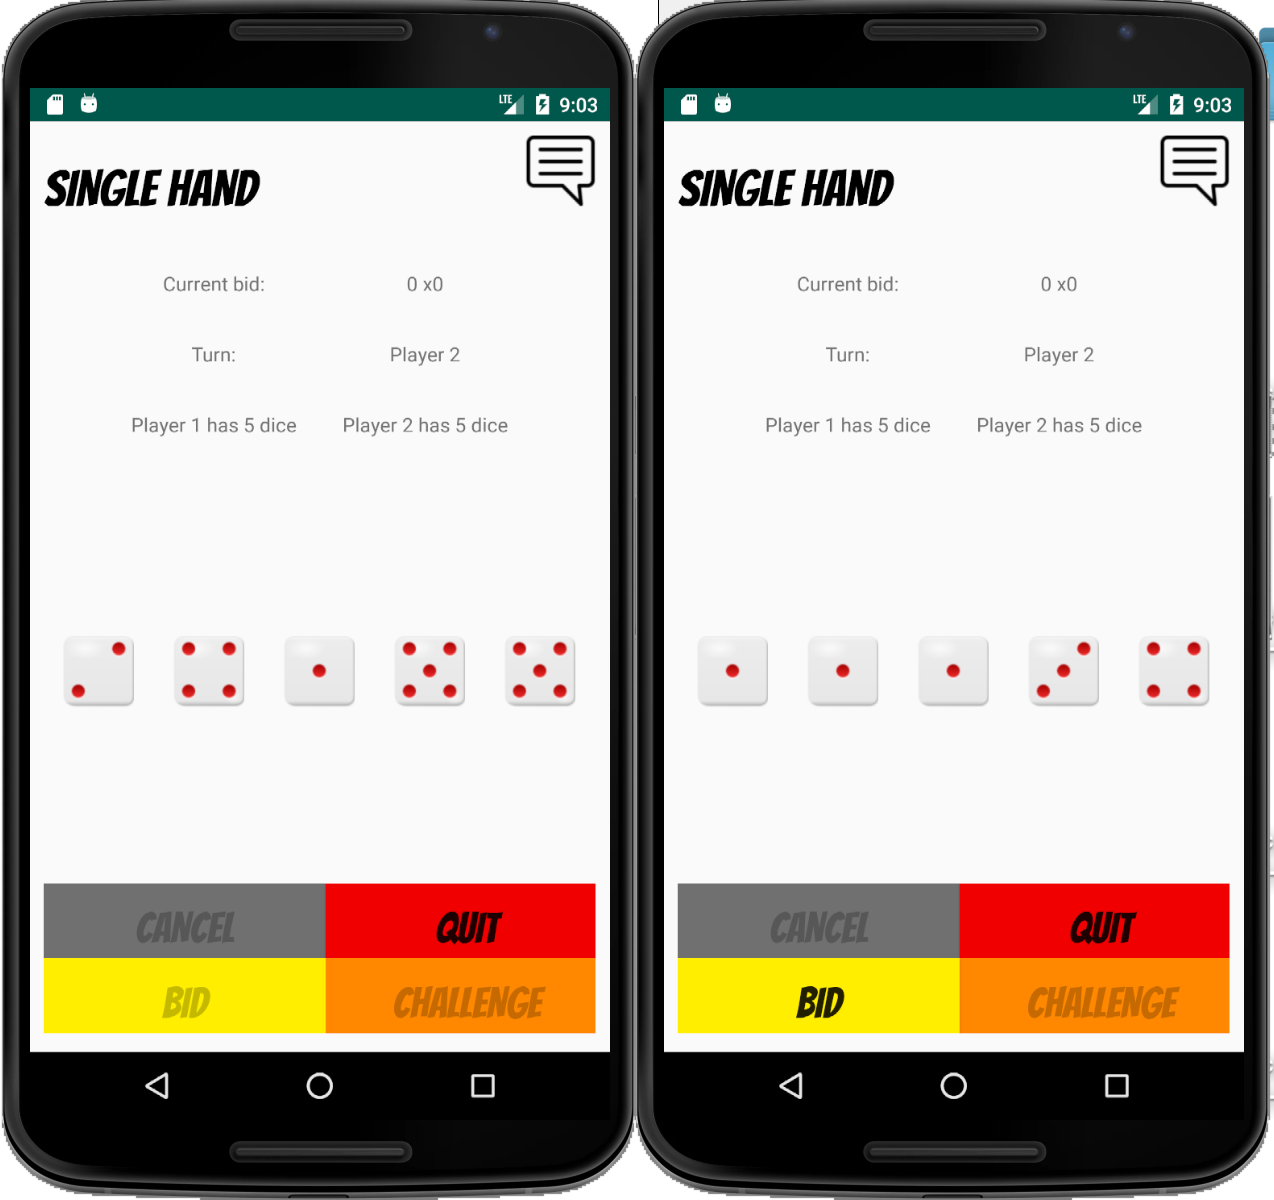 LTE 9:03
SINGLE HAND
Current bid: 0 x0
Turn: Player 2
Player 1 has 5 dice Player 2 has 5 dice
CANCEL QUIT
BID CHALLENGE
LTE 9:03
SINGLE HAND
Current bid: 0 x0
Turn: Player 2
Player 1 has 5 dice Player 2 has 5 dice
CANCEL QUIT
BID CHALLENGE